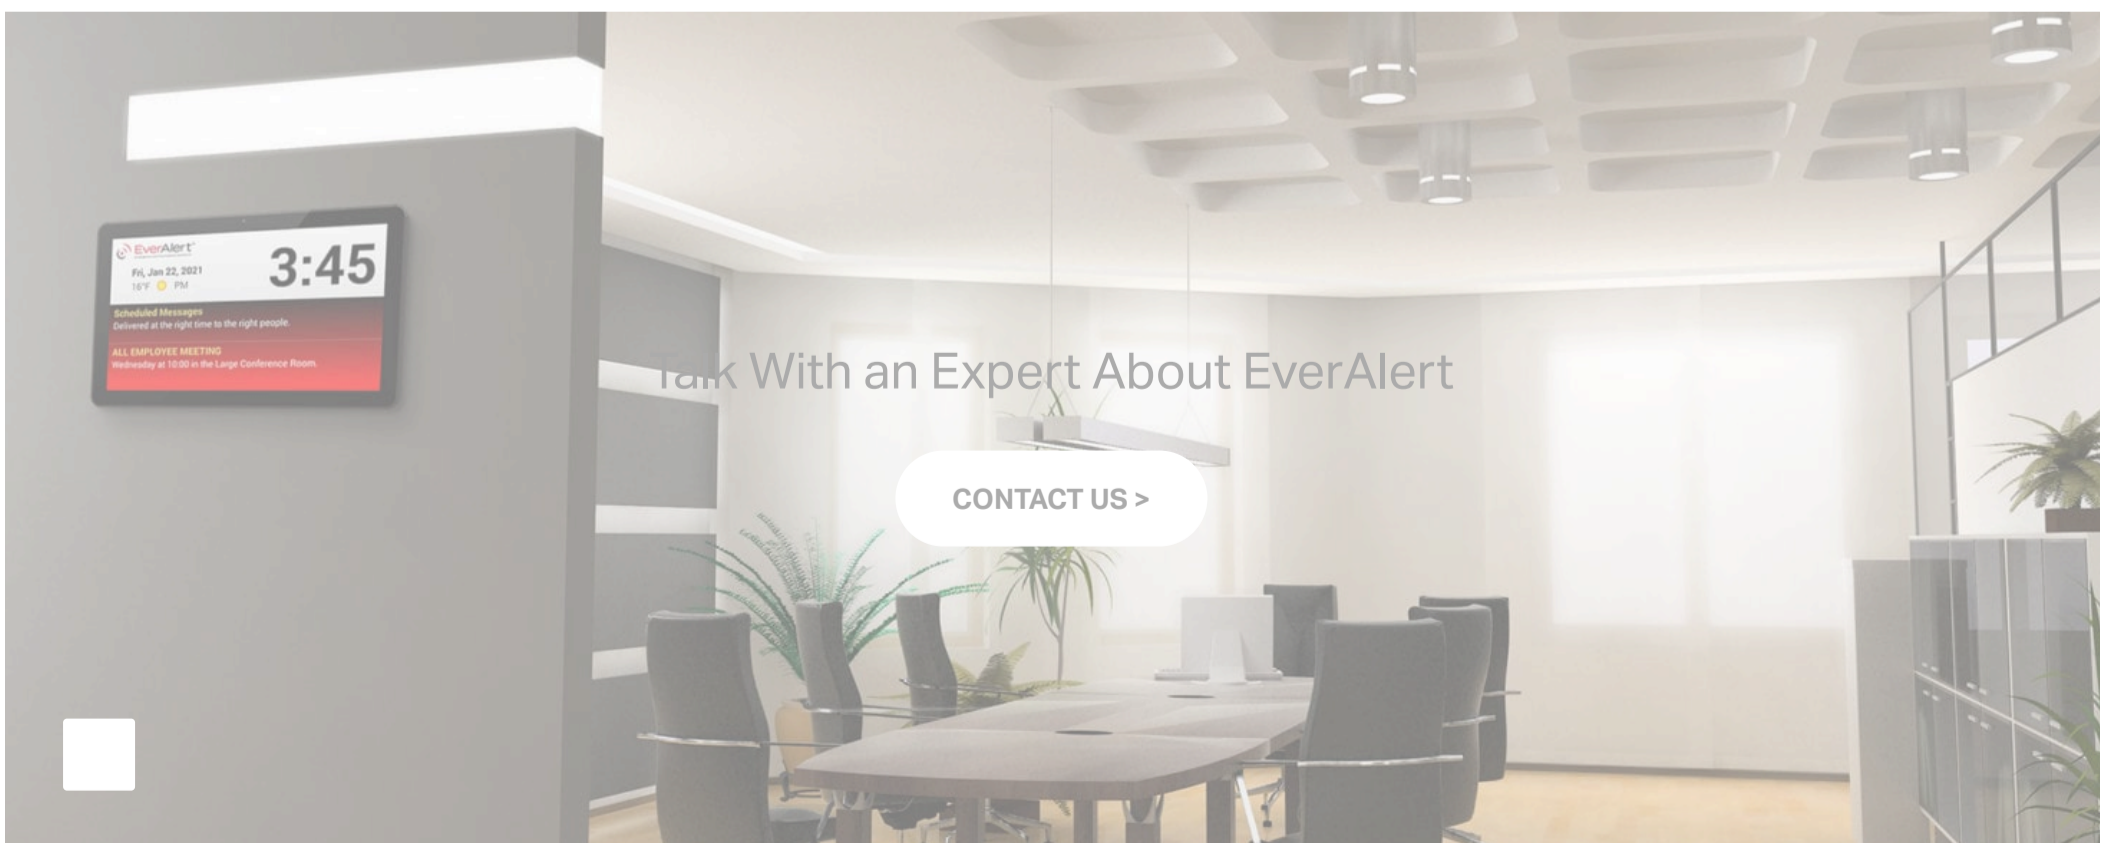 EverAlert
3:45
Fri, Jan 22, 2021
16°F PM
Scheduled Messages
Delivered at the right time to the right people.
ALL EMPLOYEE MEETING
Wednesday at 10:00 in the Large Conference Room.
Talk With an Expert About EverAlert
CONTACT US >